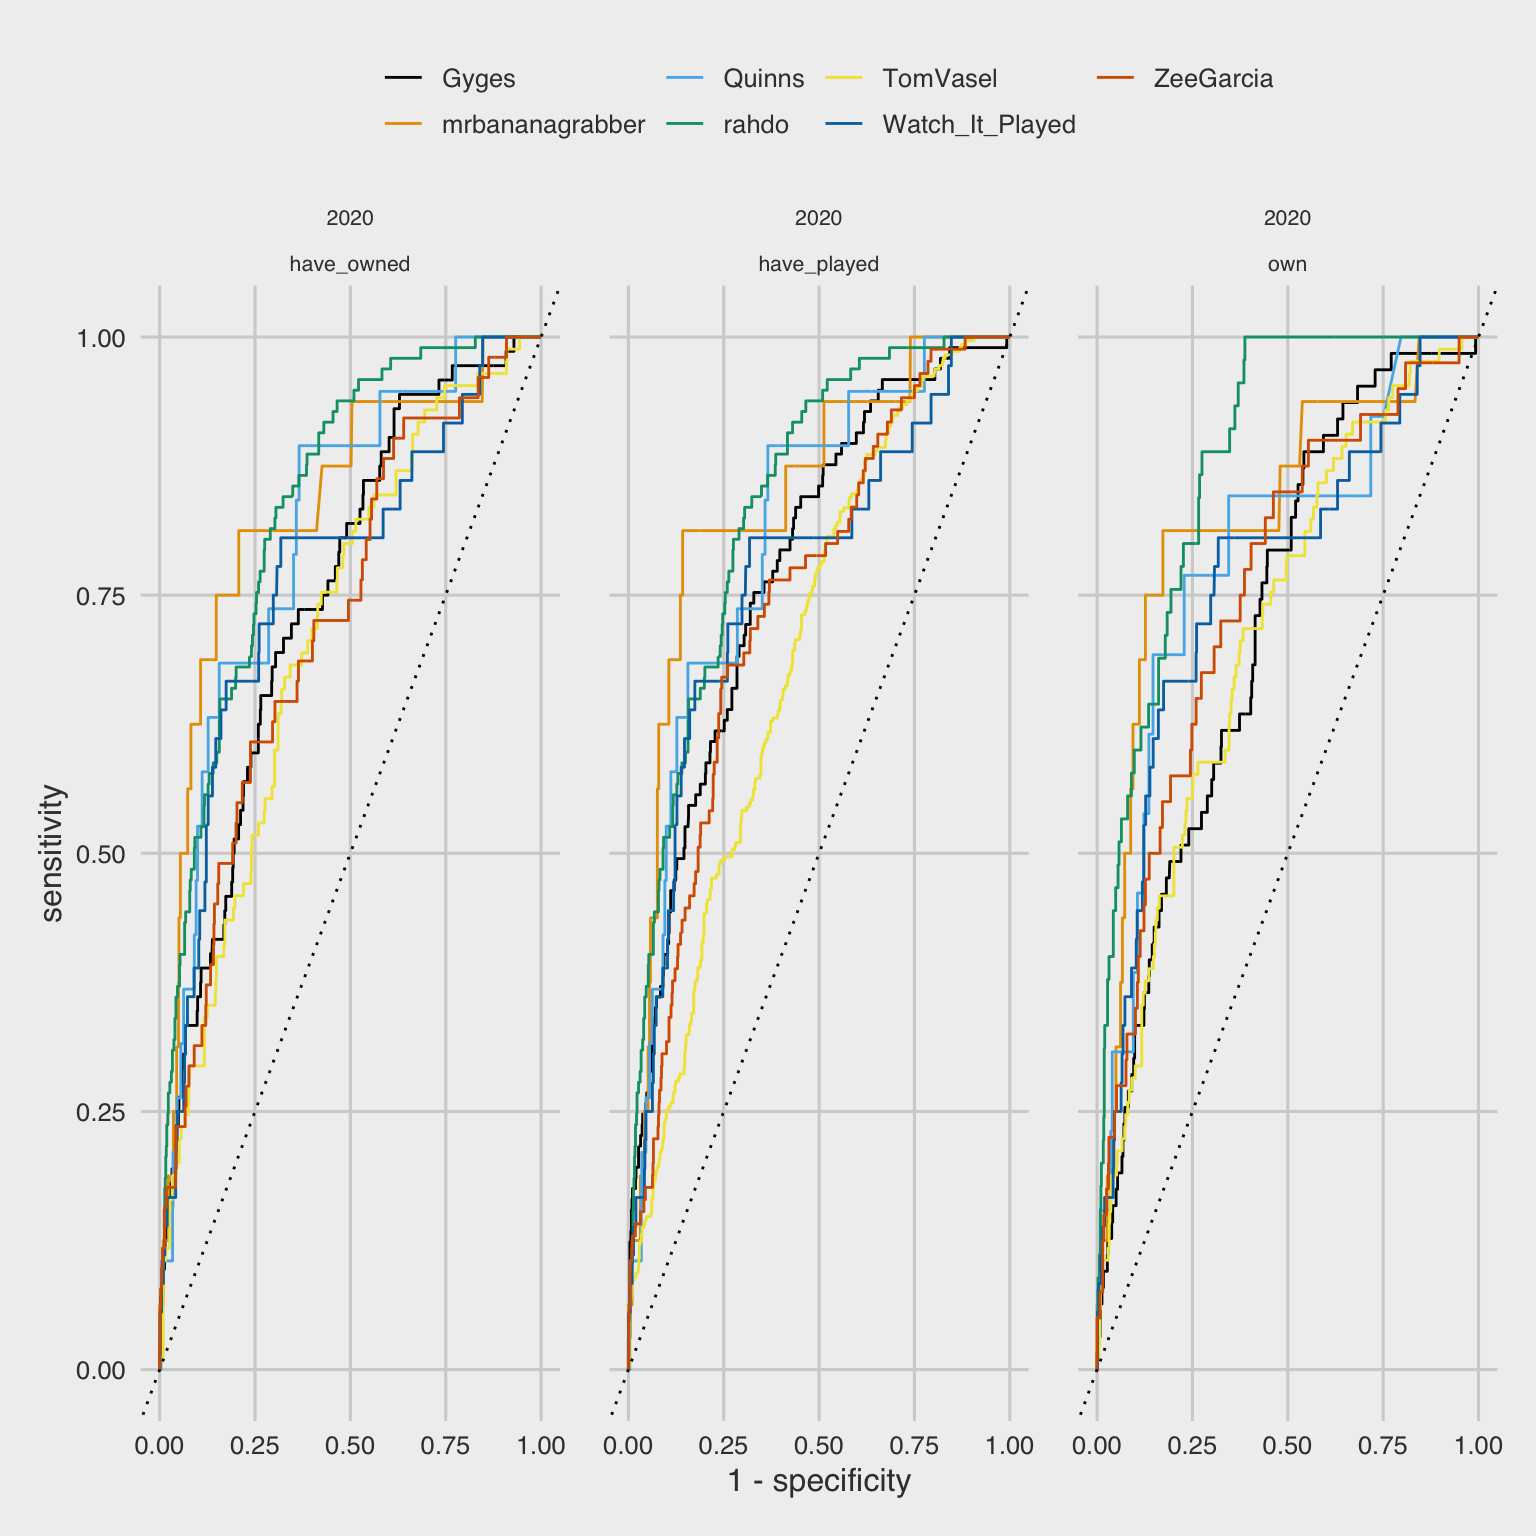 Gyges Quinns TomVasel ZeeGarcia
mrbananagrabber rahdo Watch_It_Played
2020 2020 2020
have_owned have_played own
1.00
0.75
0.50
0.25
0.00
sensitivity
0.00 0.25 0.50 0.75 1.00 0.00 0.25 0.50 0.75 1.00 0.00 0.25 0.50 0.75 1.00
1 - specificity